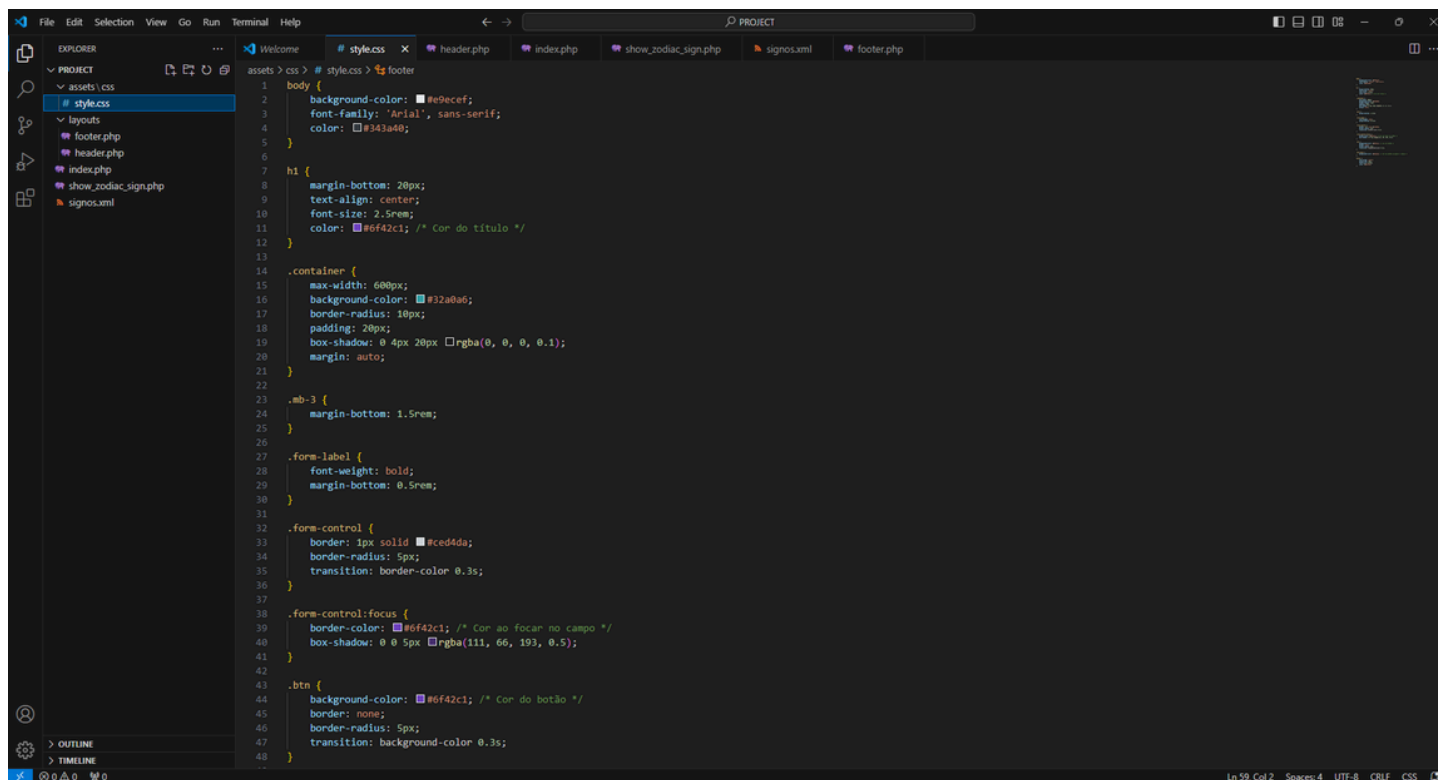 File Edit Selection View Go Run Terminal Help
PROJECT
EXPLORER
PROJECT
assets\css
style.css
layouts
footer.php
header.php
index.php
show_zodiac_sign.php
signos.xml
OUTLINE
TIMELINE
Welcome # style.css header.php index.php show_zodiac_sign.php signos.xml footer.php
assets > css > # style.css > footer
1 body {
2 background-color: #e9ecef;
3 font-family: 'Arial', sans-serif;
4 color: #343a40;
5 }
6
7 h1 {
8 margin-bottom: 20px;
9 text-align: center;
10 font-size: 2.5rem;
11 color: #6f42c1; /* Cor do título */
12 }
13
14 .container {
15 max-width: 600px;
16 background-color: #32a0a6;
17 border-radius: 10px;
18 padding: 20px;
19 box-shadow: 0 4px 20px rgba(0, 0, 0, 0.1);
20 margin: auto;
21 }
22
23 .mb-3 {
24 margin-bottom: 1.5rem;
25 }
26
27 .form-label {
28 font-weight: bold;
29 margin-bottom: 0.5rem;
30 }
31
32 .form-control {
33 border: 1px solid #ced4da;
34 border-radius: 5px;
35 transition: border-color 0.3s;
36 }
37
38 .form-control:focus {
39 border-color: #6f42c1; /* Cor ao focar no campo */
40 box-shadow: 0 0 5px rgba(111, 66, 193, 0.5);
41 }
42
43 .btn {
44 background-color: #6f42c1; /* Cor do botão */
45 border: none;
46 border-radius: 5px;
47 transition: background-color 0.3s;
48 }
0 0 0 Ln 59, Col 2 Spaces: 4 UTF-8 CRLF CSS